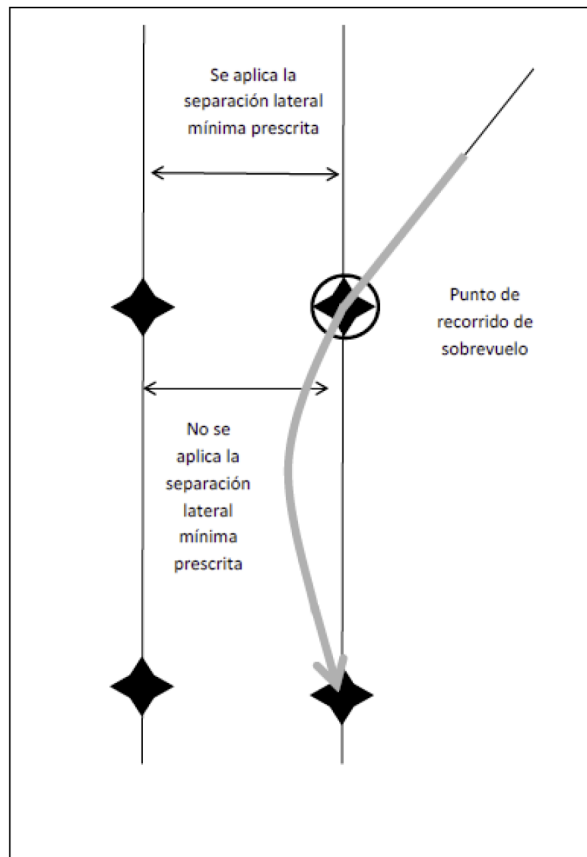 Se aplica la
separación lateral
mínima prescrita
Punto de
recorrido de
sobrevuelo
No se
aplica la
separación
lateral
mínima
prescrita